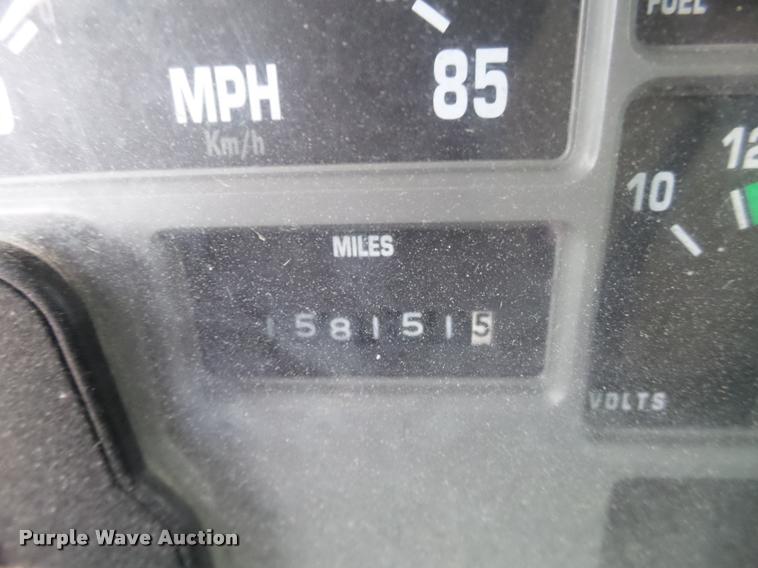 FUEL
MPH
85
Km/h
12
10
MILES
1581515
VOLTS
Purple Wave Auction